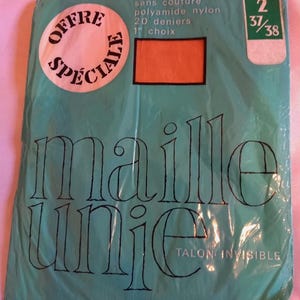 OFFRE
SPÉCIALE
sans couture
polyamide nylon
20 deniers
1er choix
2
37/38
maille
unie
TALON INVISIBLE